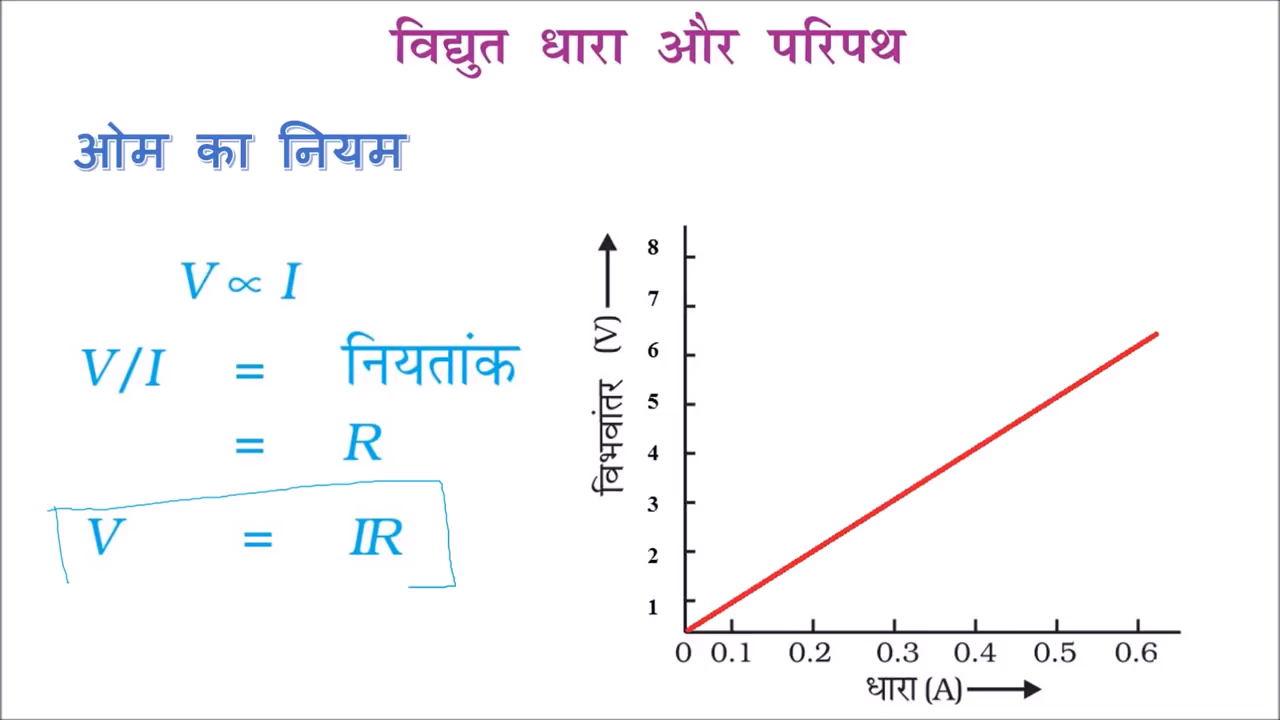 विद्युत धारा और परिपथ
ओम का नियम
V ∝ I
V/I = नियतांक
= R
V = IR
विभवांतर (V)
8
7
6
5
4
3
2
1
0 0.1 0.2 0.3 0.4 0.5 0.6
धारा (A)